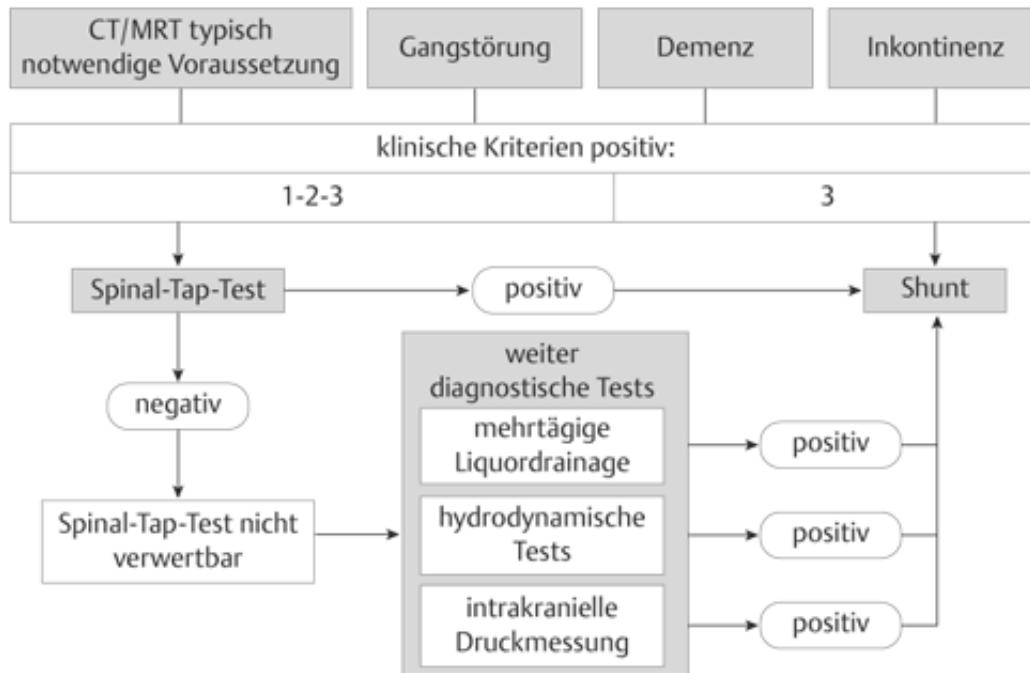 CT/MRT typisch
notwendige Voraussetzung
Gangstörung
Demenz
Inkontinenz
klinische Kriterien positiv:
1-2-3
3
Spinal-Tap-Test
positiv
Shunt
negativ
Spinal-Tap-Test nicht
verwertbar
weiter
diagnostische Tests
mehrtägige
Liquordrainage
positiv
hydrodynamische
Tests
positiv
intrakranielle
Druckmessung
positiv